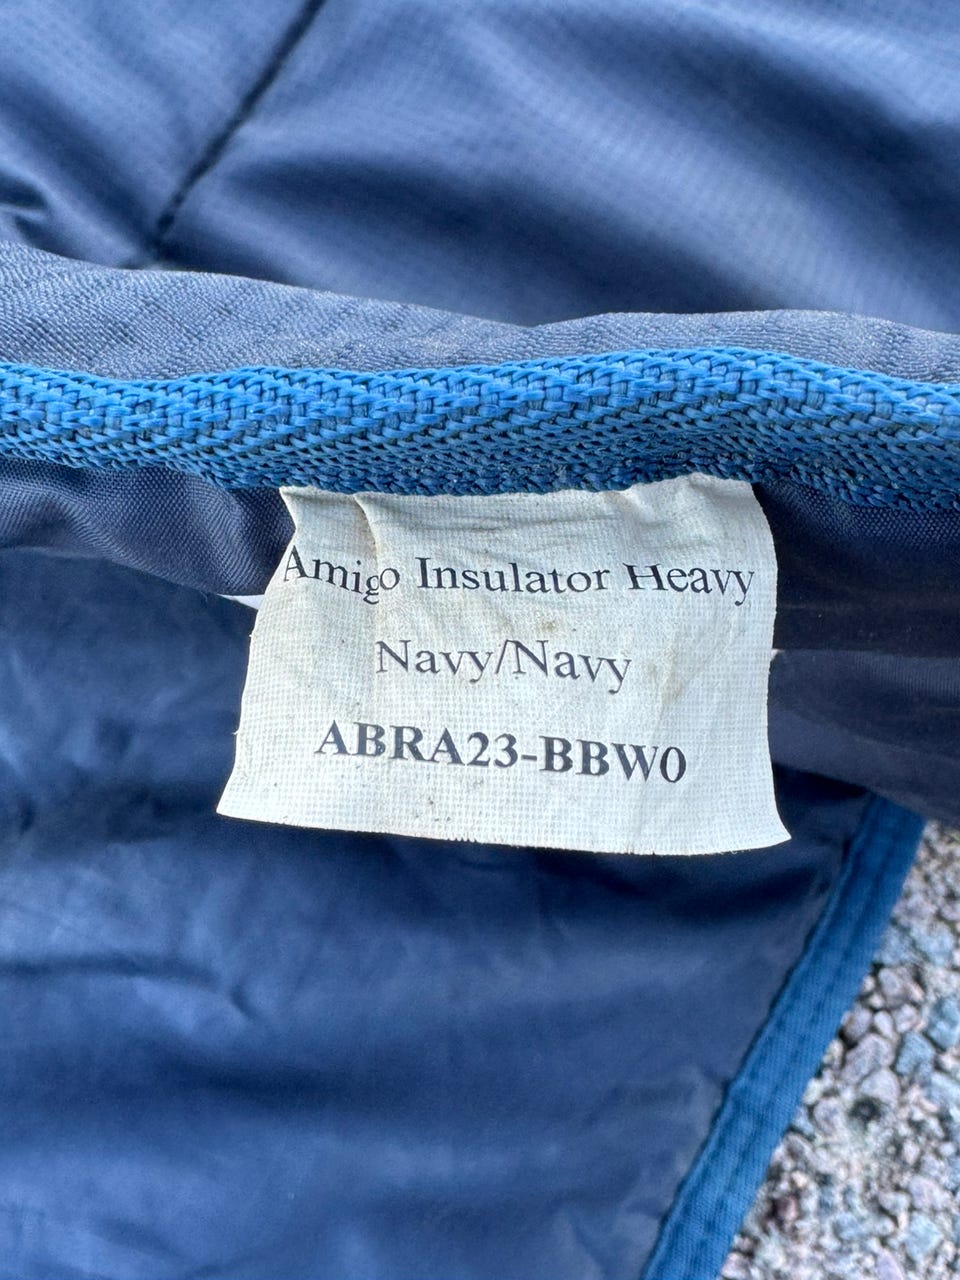 Amigo Insulator Heavy
Navy/Navy
ABRA23-BBW0